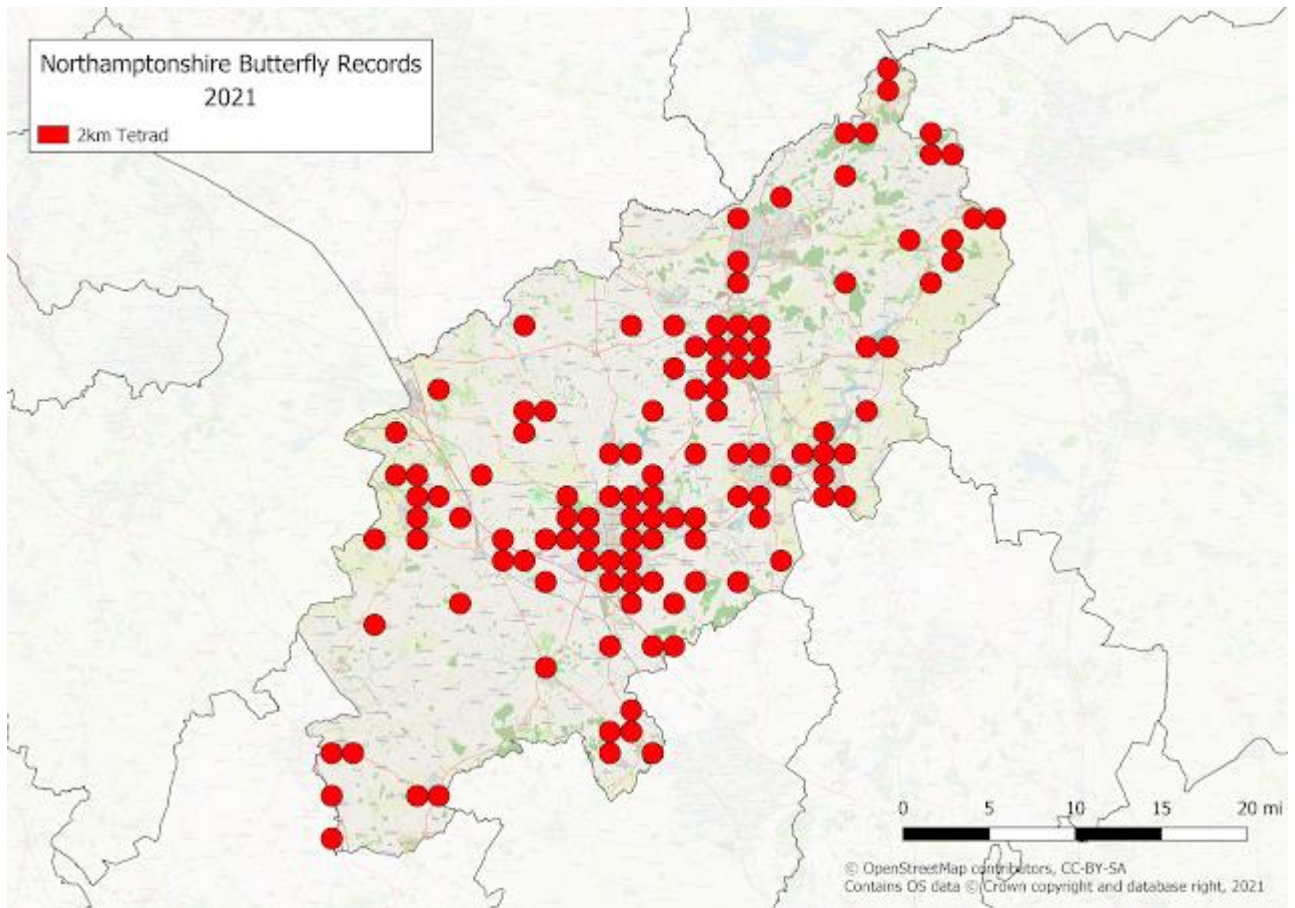 Northamptonshire Butterfly Records
2021
2km Tetrad
0 5 10 15 20 mi
© OpenStreetMap contributors, CC-BY-SA
Contains OS data © Crown copyright and database right, 2021